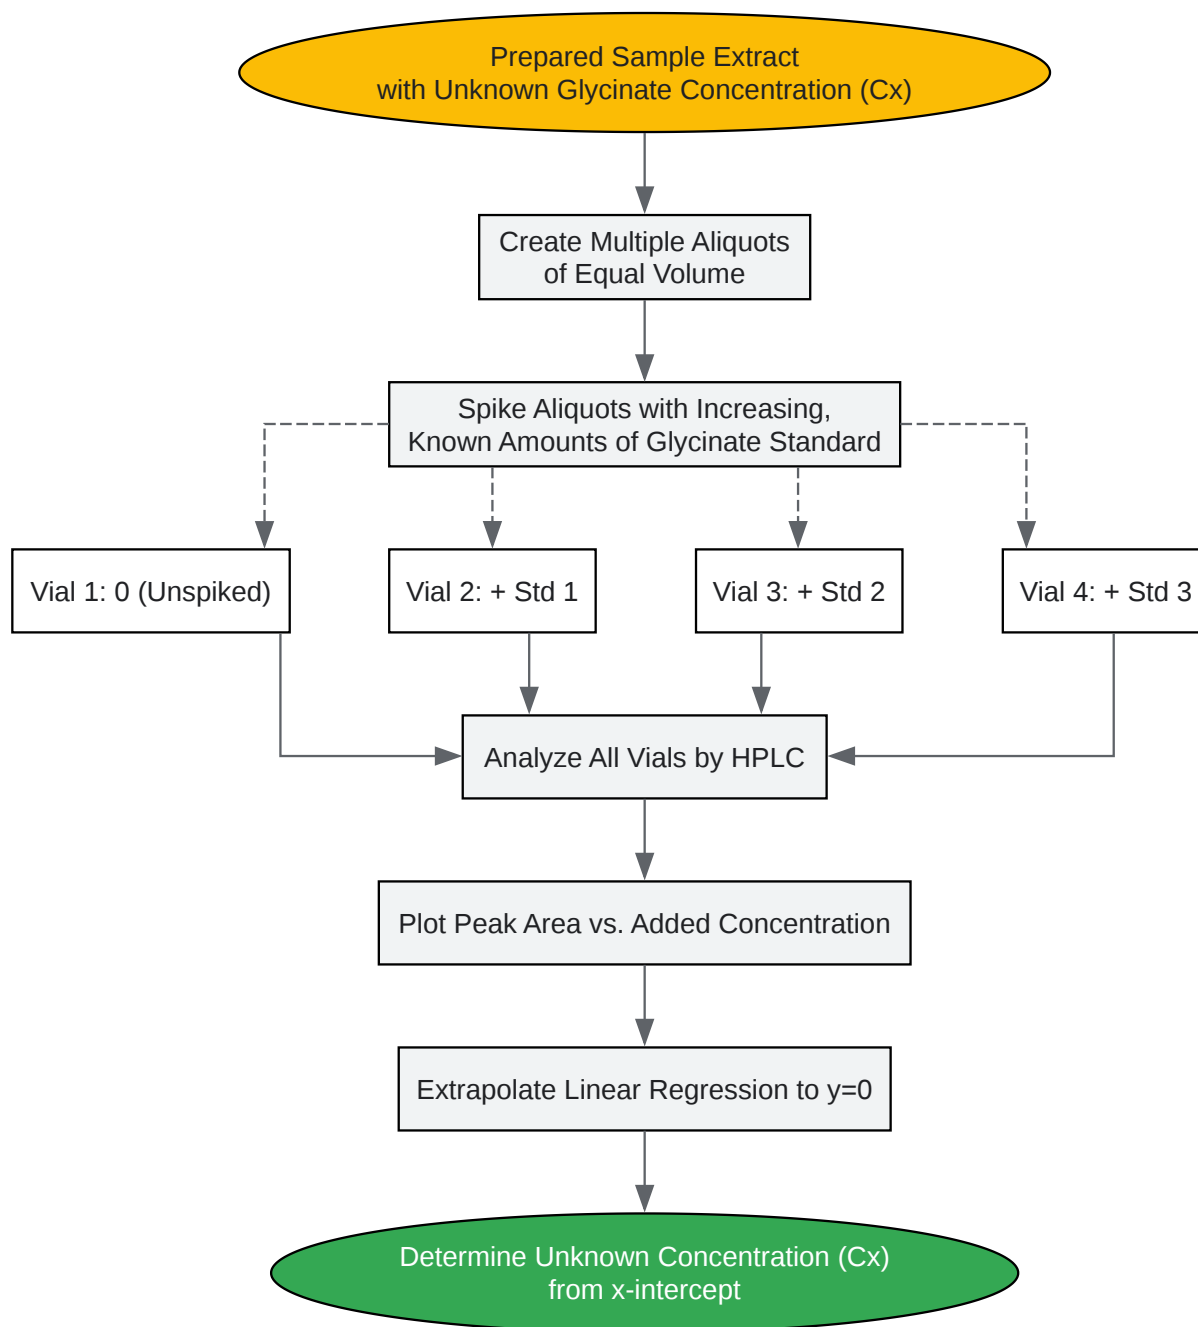 Prepared Sample Extract
with Unknown Glycinate Concentration (Cx)
Create Multiple Aliquots
of Equal Volume
Spike Aliquots with Increasing,
Known Amounts of Glycinate Standard
Vial 1: 0 (Unspiked)
Vial 2: + Std 1
Vial 3: + Std 2
Vial 4: + Std 3
Analyze All Vials by HPLC
Plot Peak Area vs. Added Concentration
Extrapolate Linear Regression to y=0
Determine Unknown Concentration (Cx)
from x-intercept